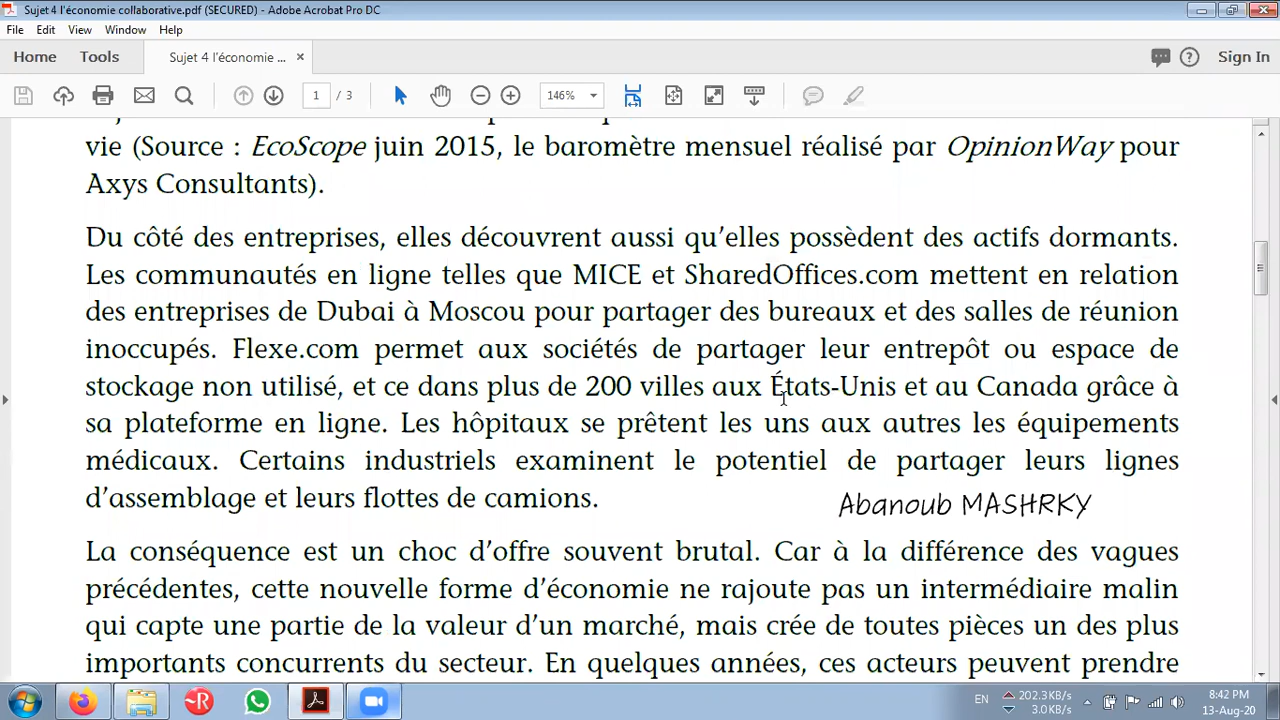 Sujet 4 l'économie collaborative.pdf (SECURED) - Adobe Acrobat Pro DC
File Edit View Window Help
Home Tools Sujet 4 l'économie ... × Sign In
1 / 3 146%
vie (Source : EcoScope juin 2015, le baromètre mensuel réalisé par OpinionWay pour
Axys Consultants).
Du côté des entreprises, elles découvrent aussi qu'elles possèdent des actifs dormants.
Les communautés en ligne telles que MICE et SharedOffices.com mettent en relation
des entreprises de Dubai à Moscou pour partager des bureaux et des salles de réunion
inoccupés. Flexe.com permet aux sociétés de partager leur entrepôt ou espace de
stockage non utilisé, et ce dans plus de 200 villes aux États-Unis et au Canada grâce à
sa plateforme en ligne. Les hôpitaux se prêtent les uns aux autres les équipements
médicaux. Certains industriels examinent le potentiel de partager leurs lignes
d'assemblage et leurs flottes de camions.
Abanoub MASHRKY
La conséquence est un choc d'offre souvent brutal. Car à la différence des vagues
précédentes, cette nouvelle forme d'économie ne rajoute pas un intermédiaire malin
qui capte une partie de la valeur d'un marché, mais crée de toutes pièces un des plus
importants concurrents du secteur. En quelques années, ces acteurs peuvent prendre
EN 202.3KB/s 8:42 PM
3.0KB/s 13-Aug-20